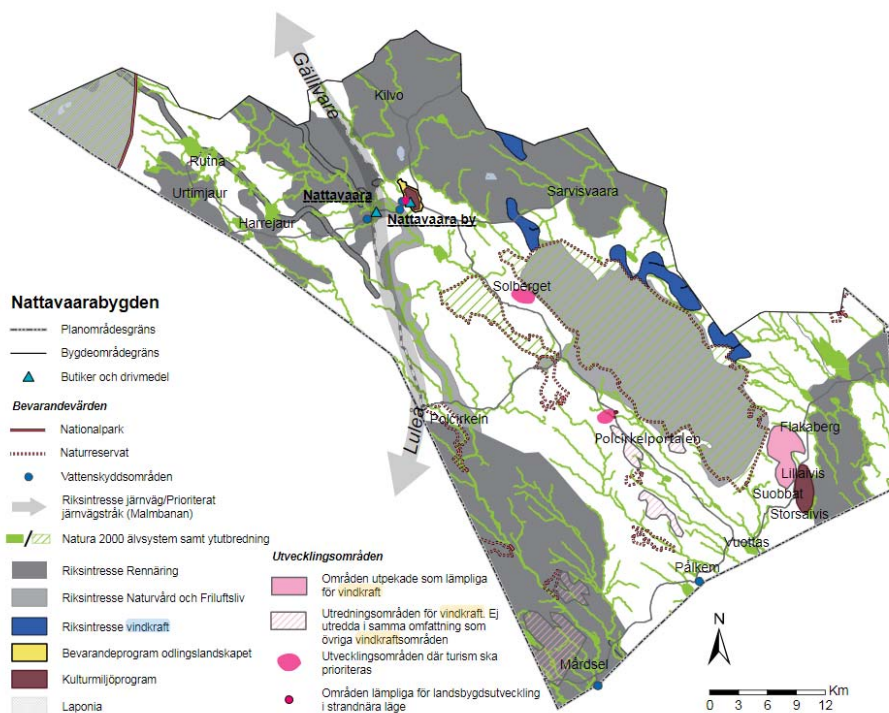 Gällivare
Kilvo
Rutna
Urtimjaur
Harrejaur
Nattavaara
Nattavaara by
Sarvisvaara
Solberget
Polcirkeln
Luleå
Polcirkelportalen
Flakaberg
Lillaivis
Suobbat
Storsaivis
Vuottas
Pålkem
Mårdsel
Nattavaarabygden
Planområdesgräns
Bygdeområdegräns
Butiker och drivmedel
Bevarandevärden
Nationalpark
Naturreservat
Vattenskyddsområden
Riksintresse järnväg/Prioriterat
järnvägstråk (Malmbanan)
Natura 2000 älvsystem samt ytutbredning
Riksintresse Rennäring
Riksintresse Naturvård och Friluftsliv
Riksintresse vindkraft
Bevarandeprogram odlingslandskapet
Kulturmiljöprogram
Laponia
Utvecklingsområden
Områden utpekade som lämpliga
för vindkraft
Utredningsområden för vindkraft. Ej
utredda i samma omfattning som
övriga vindkraftsområden
Utvecklingsområden där turism ska
prioriteras
Områden lämpliga för landsbygdsutveckling
i strandnära läge
N
Km
0 3 6 9 12